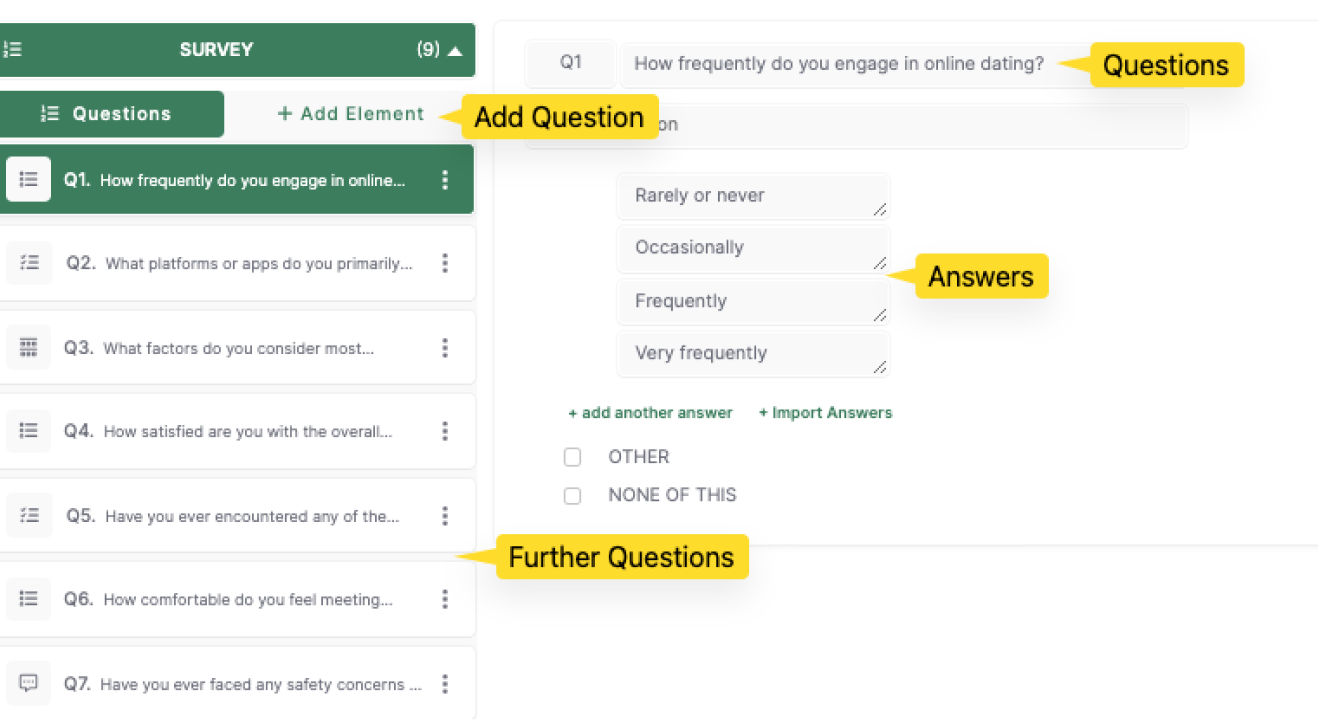 SURVEY (9)
Questions
+ Add Element
Add Question
Q1. How frequently do you engage in online...
Q2. What platforms or apps do you primarily...
Q3. What factors do you consider most...
Q4. How satisfied are you with the overall...
Q5. Have you ever encountered any of the...
Q6. How comfortable do you feel meeting...
Q7. Have you ever faced any safety concerns ...
Q1 How frequently do you engage in online dating?
Questions
on
Rarely or never
Occasionally
Answers
Frequently
Very frequently
+ add another answer + Import Answers
OTHER
NONE OF THIS
Further Questions